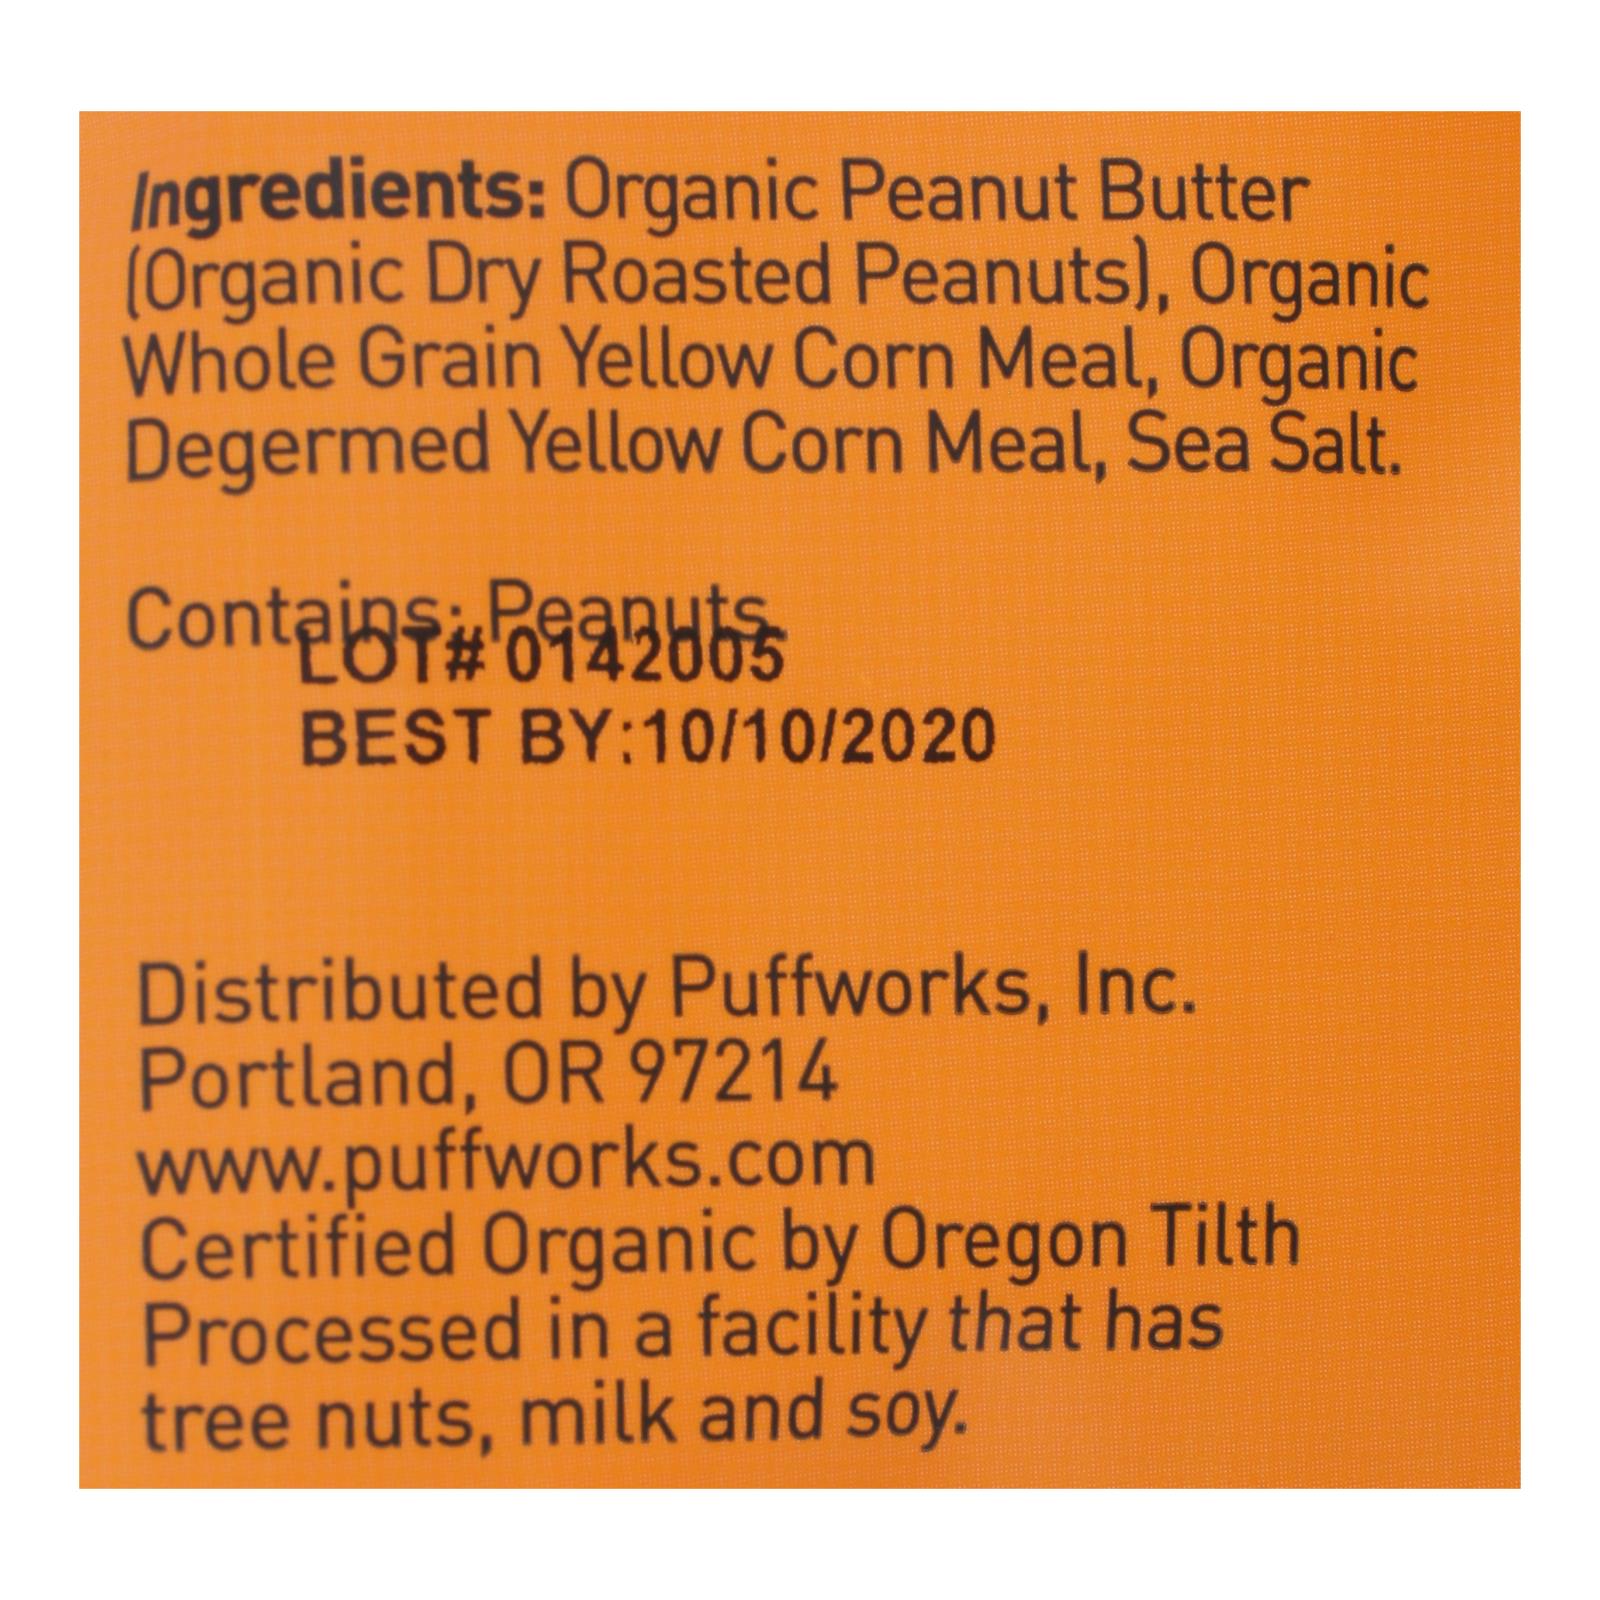 Ingredients: Organic Peanut Butter
(Organic Dry Roasted Peanuts), Organic
Whole Grain Yellow Corn Meal, Organic
Degermed Yellow Corn Meal, Sea Salt.
Contains: Peanuts.
LOT# 0142005
BEST BY:10/10/2020
Distributed by Puffworks, Inc.
Portland, OR 97214
www.puffworks.com
Certified Organic by Oregon Tilth
Processed in a facility that has
tree nuts, milk and soy.